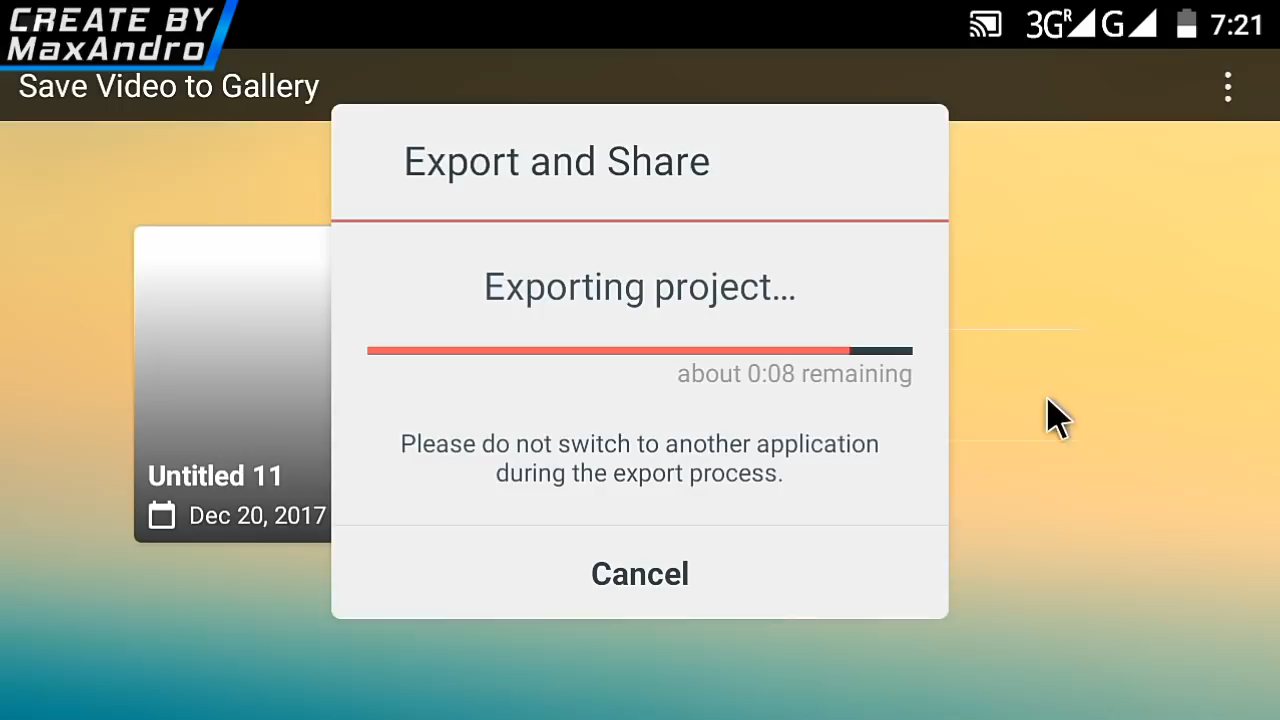 CREATE BY
MaxAndro
3G R G 7:21
Save Video to Gallery
Export and Share
Exporting project...
about 0:08 remaining
Please do not switch to another application
during the export process.
Untitled 11
Dec 20, 2017
Cancel